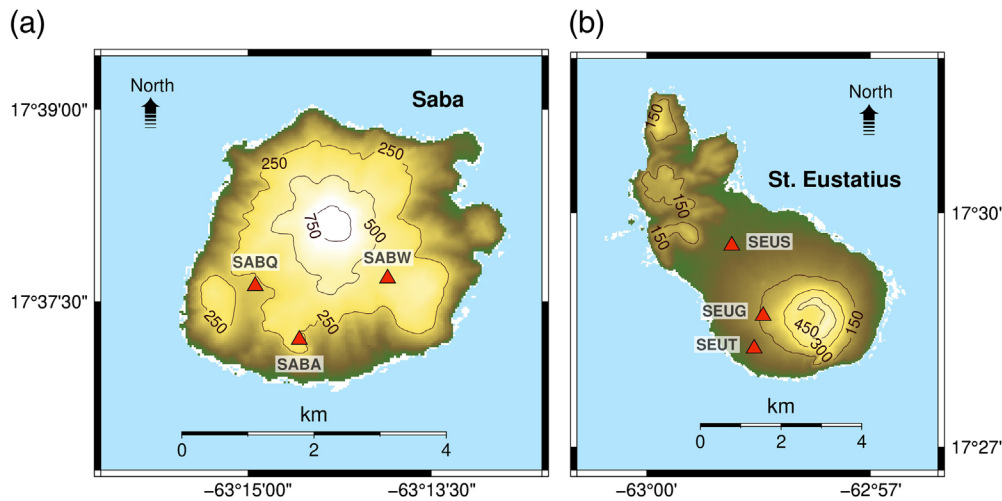 (a)
North
Saba
17°39'00"
17°37'30"
250
250
750
500
SABQ
SABW
250
250
SABA
km
0
2
4
−63°15'00"
−63°13'30"
(b)
North
150
St. Eustatius
150
150
17°30'
SEUS
SEUG
450
300
150
SEUT
km
0
2
4
17°27'
−63°00'
−62°57'